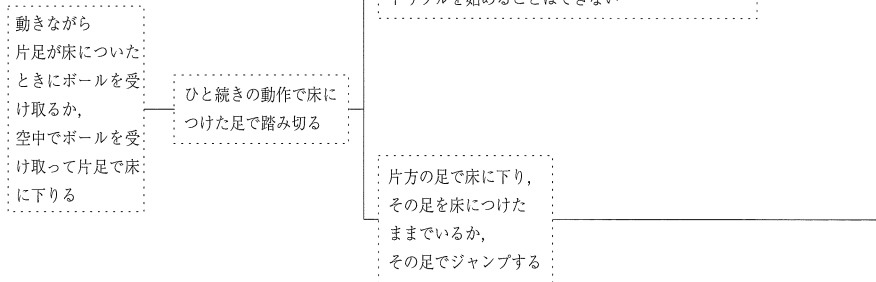 動きながら
片足が床についた
ときにボールを受
け取るか,
空中でボールを受
け取って片足で床
に下りる
ひと続きの動作で床に
つけた足で踏み切る
片方の足で床に下り,
その足を床につけた
ままでいるか,
その足でジャンプする